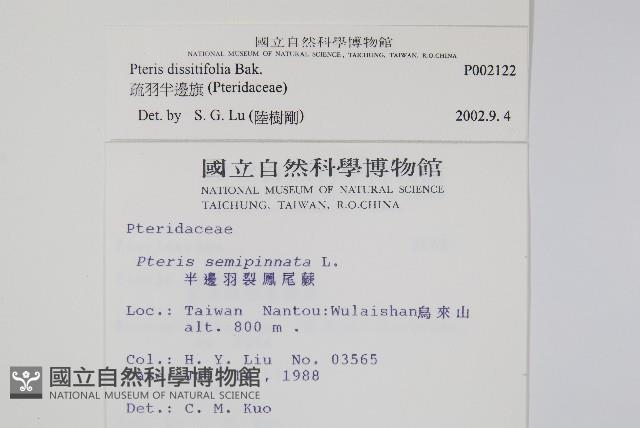 國立自然科學博物館
NATIONAL MUSEUM OF NATURAL SCIENCE, TAICHUNG, TAIWAN, R.O.CHINA
Pteris dissitifolia Bak. P002122
疏羽半邊旗 (Pteridaceae)
Det. by S. G. Lu (陸樹剛) 2002.9.4
國立自然科學博物館
NATIONAL MUSEUM OF NATURAL SCIENCE
TAICHUNG, TAIWAN, R.O.CHINA
Pteridaceae
Pteris semipinnata L.
半邊羽裂鳳尾蕨
Loc.: Taiwan Nantou:Wulaishan烏來山
alt. 800 m .
Col.: H. Y. Liu No. 03565
, 1988
Det.: C. M. Kuo
國立自然科學博物館
NATIONAL MUSEUM OF NATURAL SCIENCE